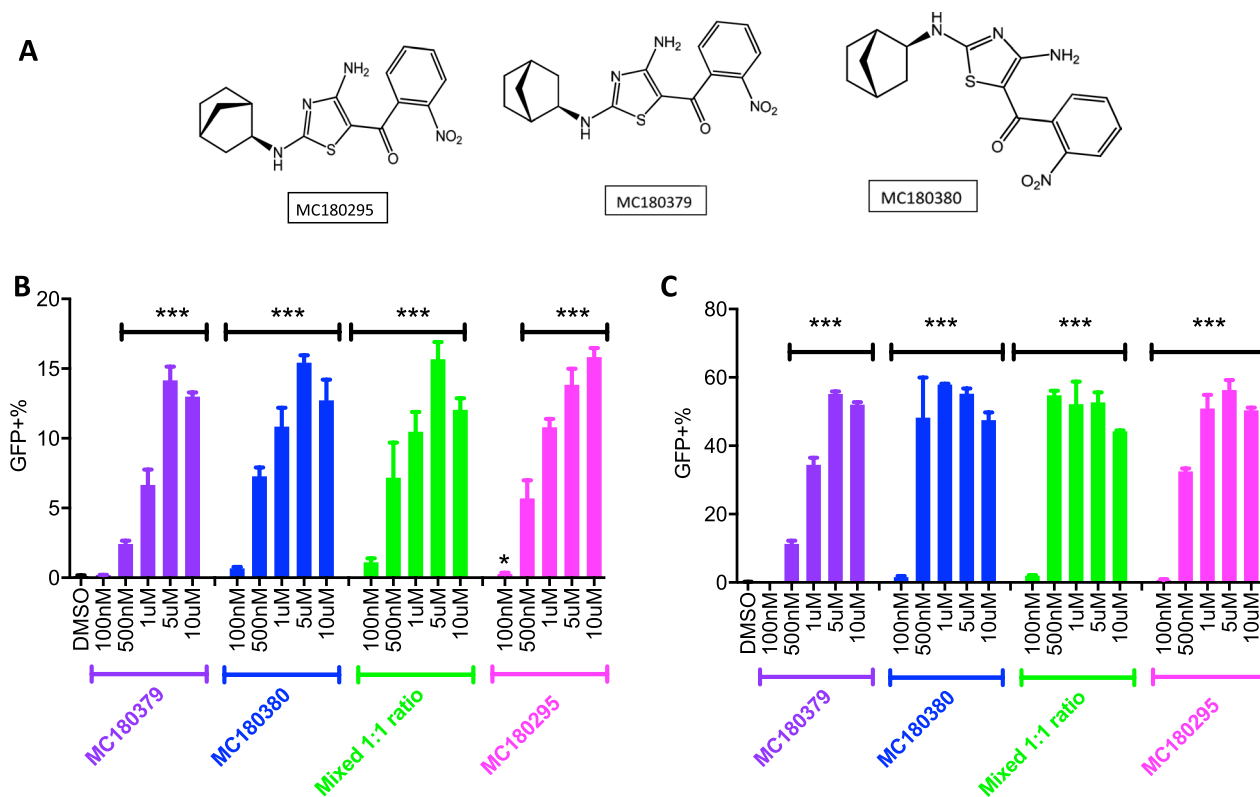 A
NH₂
N
S
N
H
O
NO₂
MC180295
NH₂
N
S
N
H
O
NO₂
MC180379
H
N
N
S
NH₂
O
O₂N
MC180380
B
GFP+%
20
15
10
5
0
***
***
***
*
***
DMSO
100nM
500nM
1uM
5uM
10uM
100nM
500nM
1uM
5uM
10uM
100nM
500nM
1uM
5uM
10uM
100nM
500nM
1uM
5uM
10uM
MC180379
MC180380
Mixed 1:1 ratio
MC180295
C
GFP+%
80
60
40
20
0
***
***
***
***
DMSO
100nM
500nM
1uM
5uM
10uM
100nM
500nM
1uM
5uM
10uM
100nM
500nM
1uM
5uM
10uM
100nM
500nM
1uM
5uM
10uM
MC180379
MC180380
Mixed 1:1 ratio
MC180295